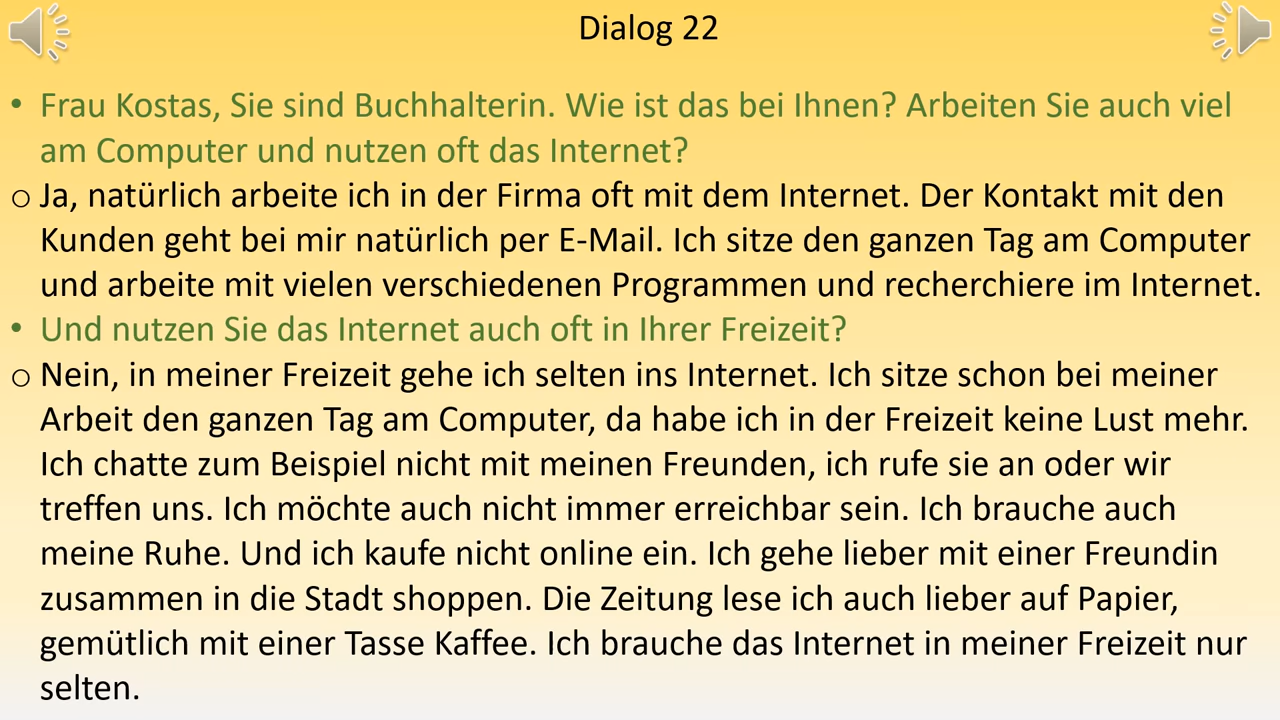 Dialog 22
• Frau Kostas, Sie sind Buchhalterin. Wie ist das bei Ihnen? Arbeiten Sie auch viel
am Computer und nutzen oft das Internet?
o Ja, natürlich arbeite ich in der Firma oft mit dem Internet. Der Kontakt mit den
Kunden geht bei mir natürlich per E-Mail. Ich sitze den ganzen Tag am Computer
und arbeite mit vielen verschiedenen Programmen und recherchiere im Internet.
• Und nutzen Sie das Internet auch oft in Ihrer Freizeit?
o Nein, in meiner Freizeit gehe ich selten ins Internet. Ich sitze schon bei meiner
Arbeit den ganzen Tag am Computer, da habe ich in der Freizeit keine Lust mehr.
Ich chatte zum Beispiel nicht mit meinen Freunden, ich rufe sie an oder wir
treffen uns. Ich möchte auch nicht immer erreichbar sein. Ich brauche auch
meine Ruhe. Und ich kaufe nicht online ein. Ich gehe lieber mit einer Freundin
zusammen in die Stadt shoppen. Die Zeitung lese ich auch lieber auf Papier,
gemütlich mit einer Tasse Kaffee. Ich brauche das Internet in meiner Freizeit nur
selten.